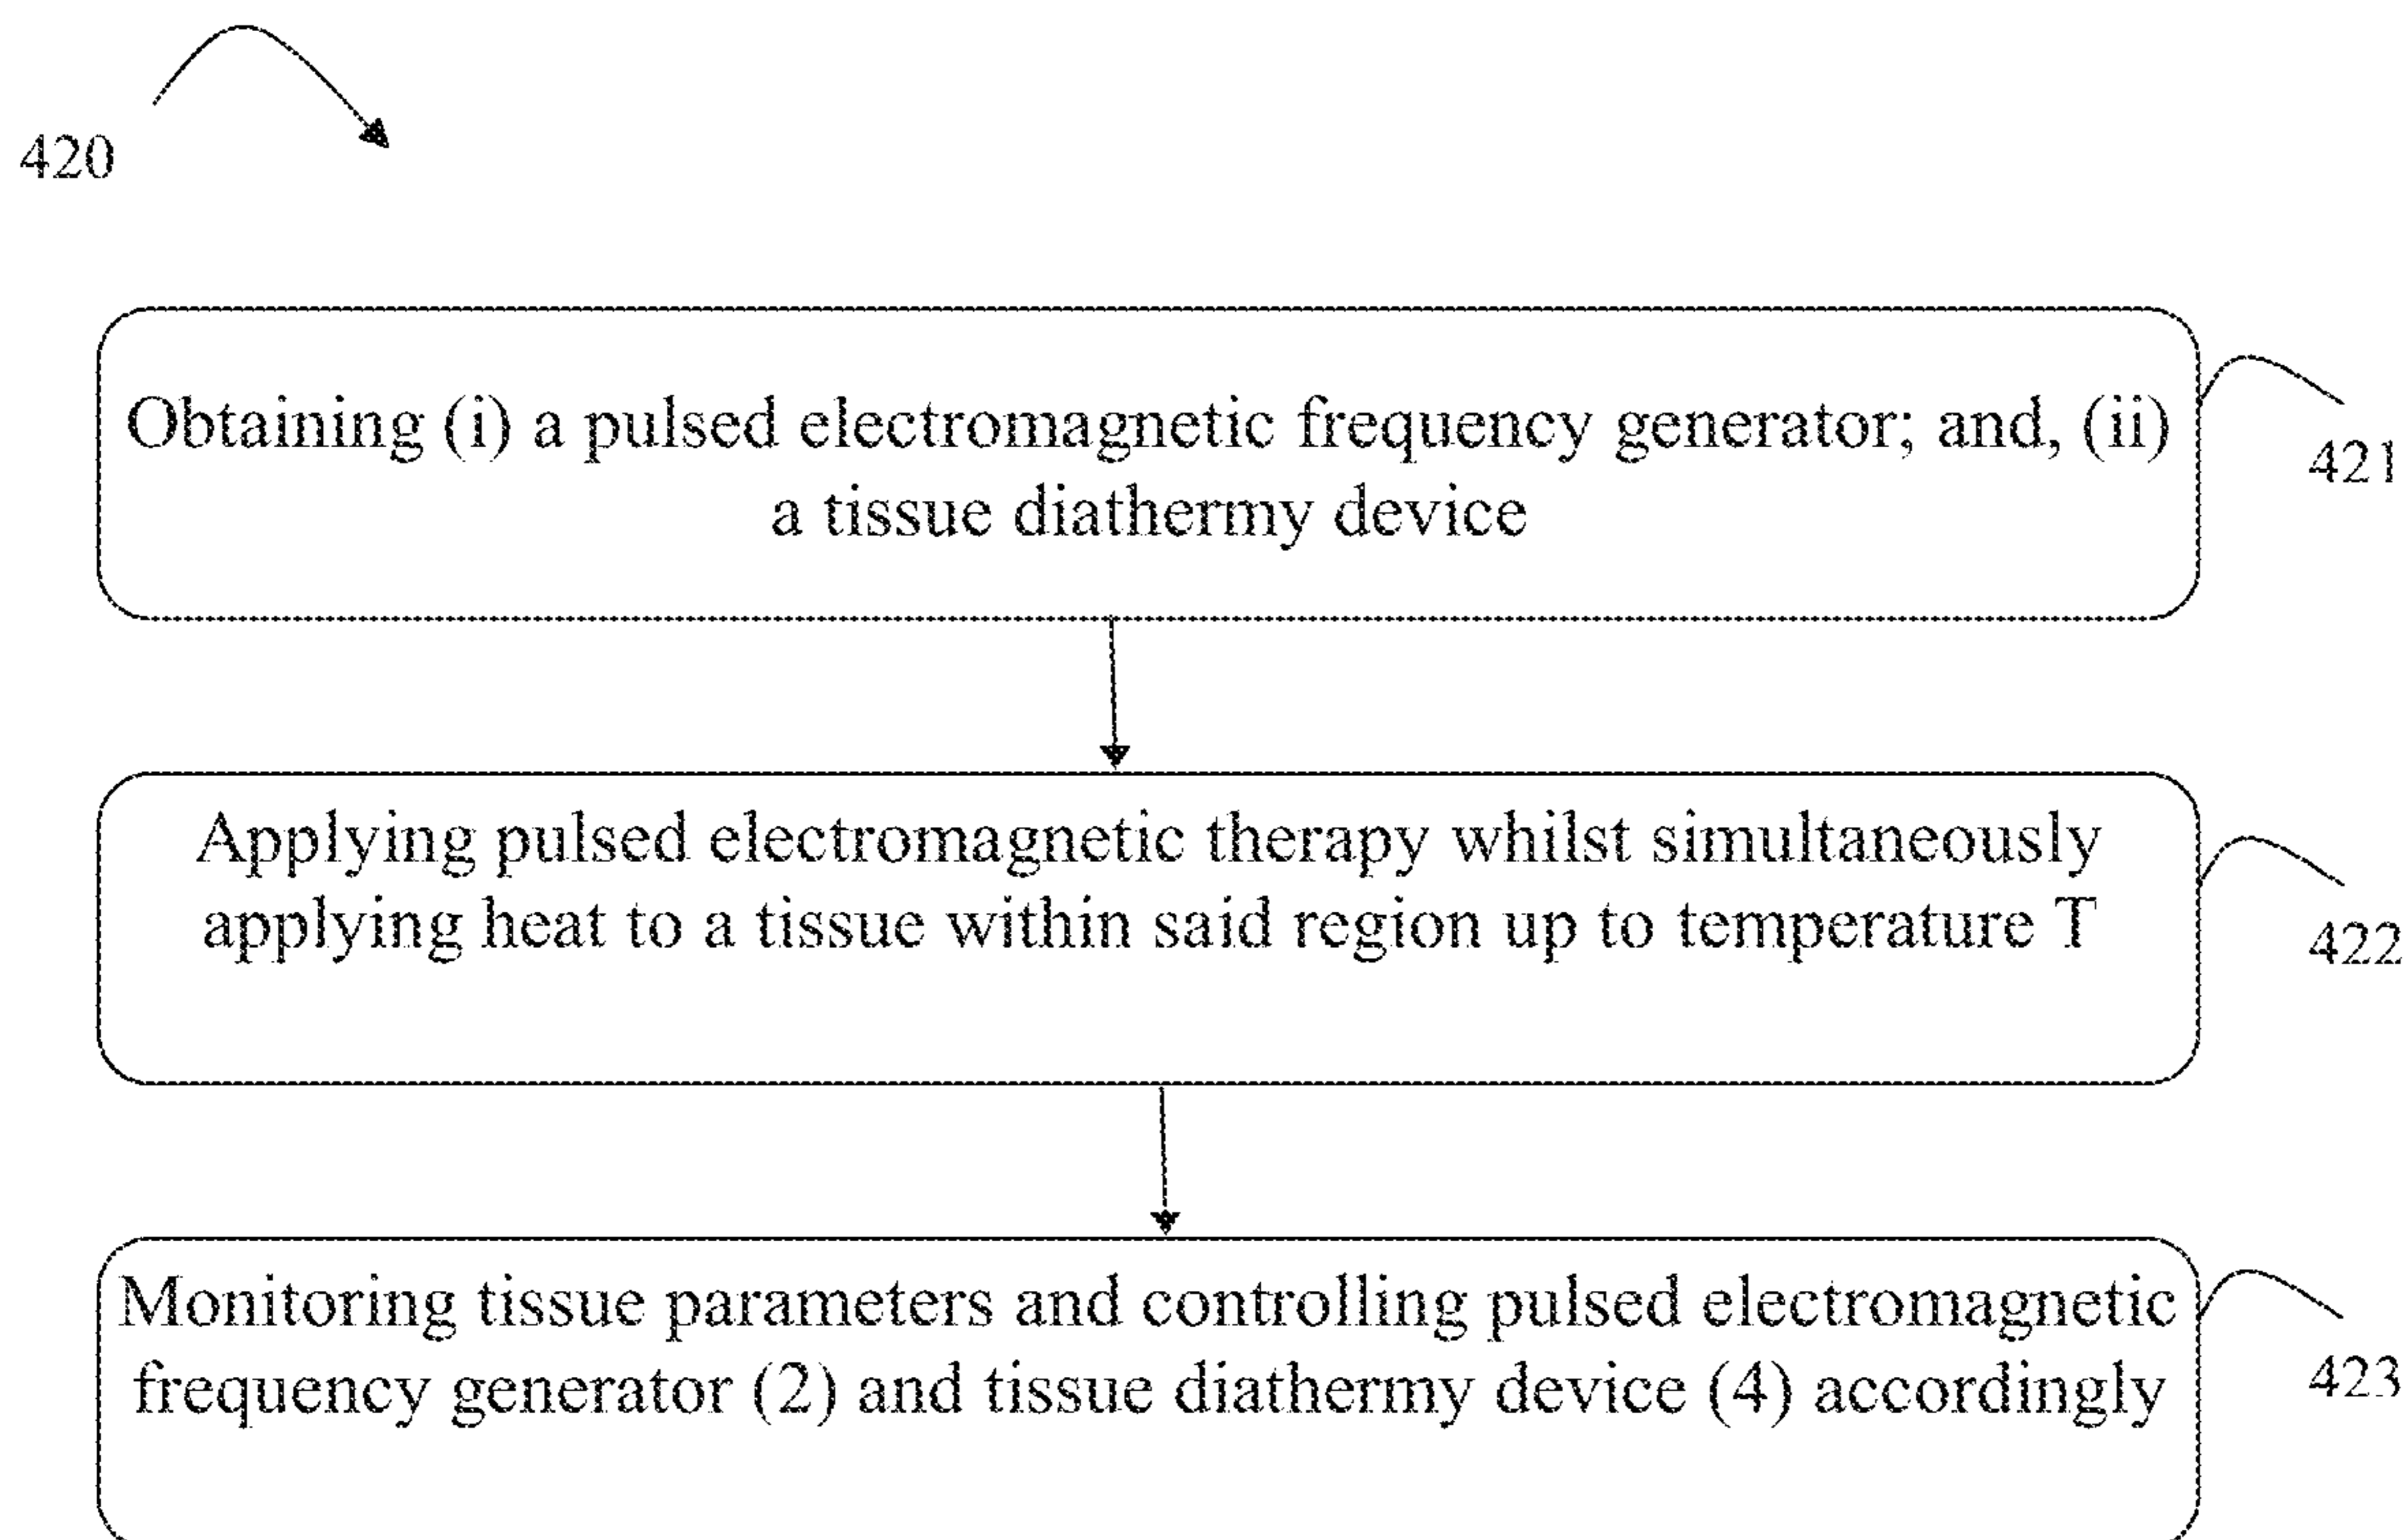 420
Obtaining (i) a pulsed electromagnetic frequency generator; and, (ii)
a tissue diathermy device
421
Applying pulsed electromagnetic therapy whilst simultaneously
applying heat to a tissue within said region up to temperature T
422
Monitoring tissue parameters and controlling pulsed electromagnetic
frequency generator (2) and tissue diathermy device (4) accordingly
423